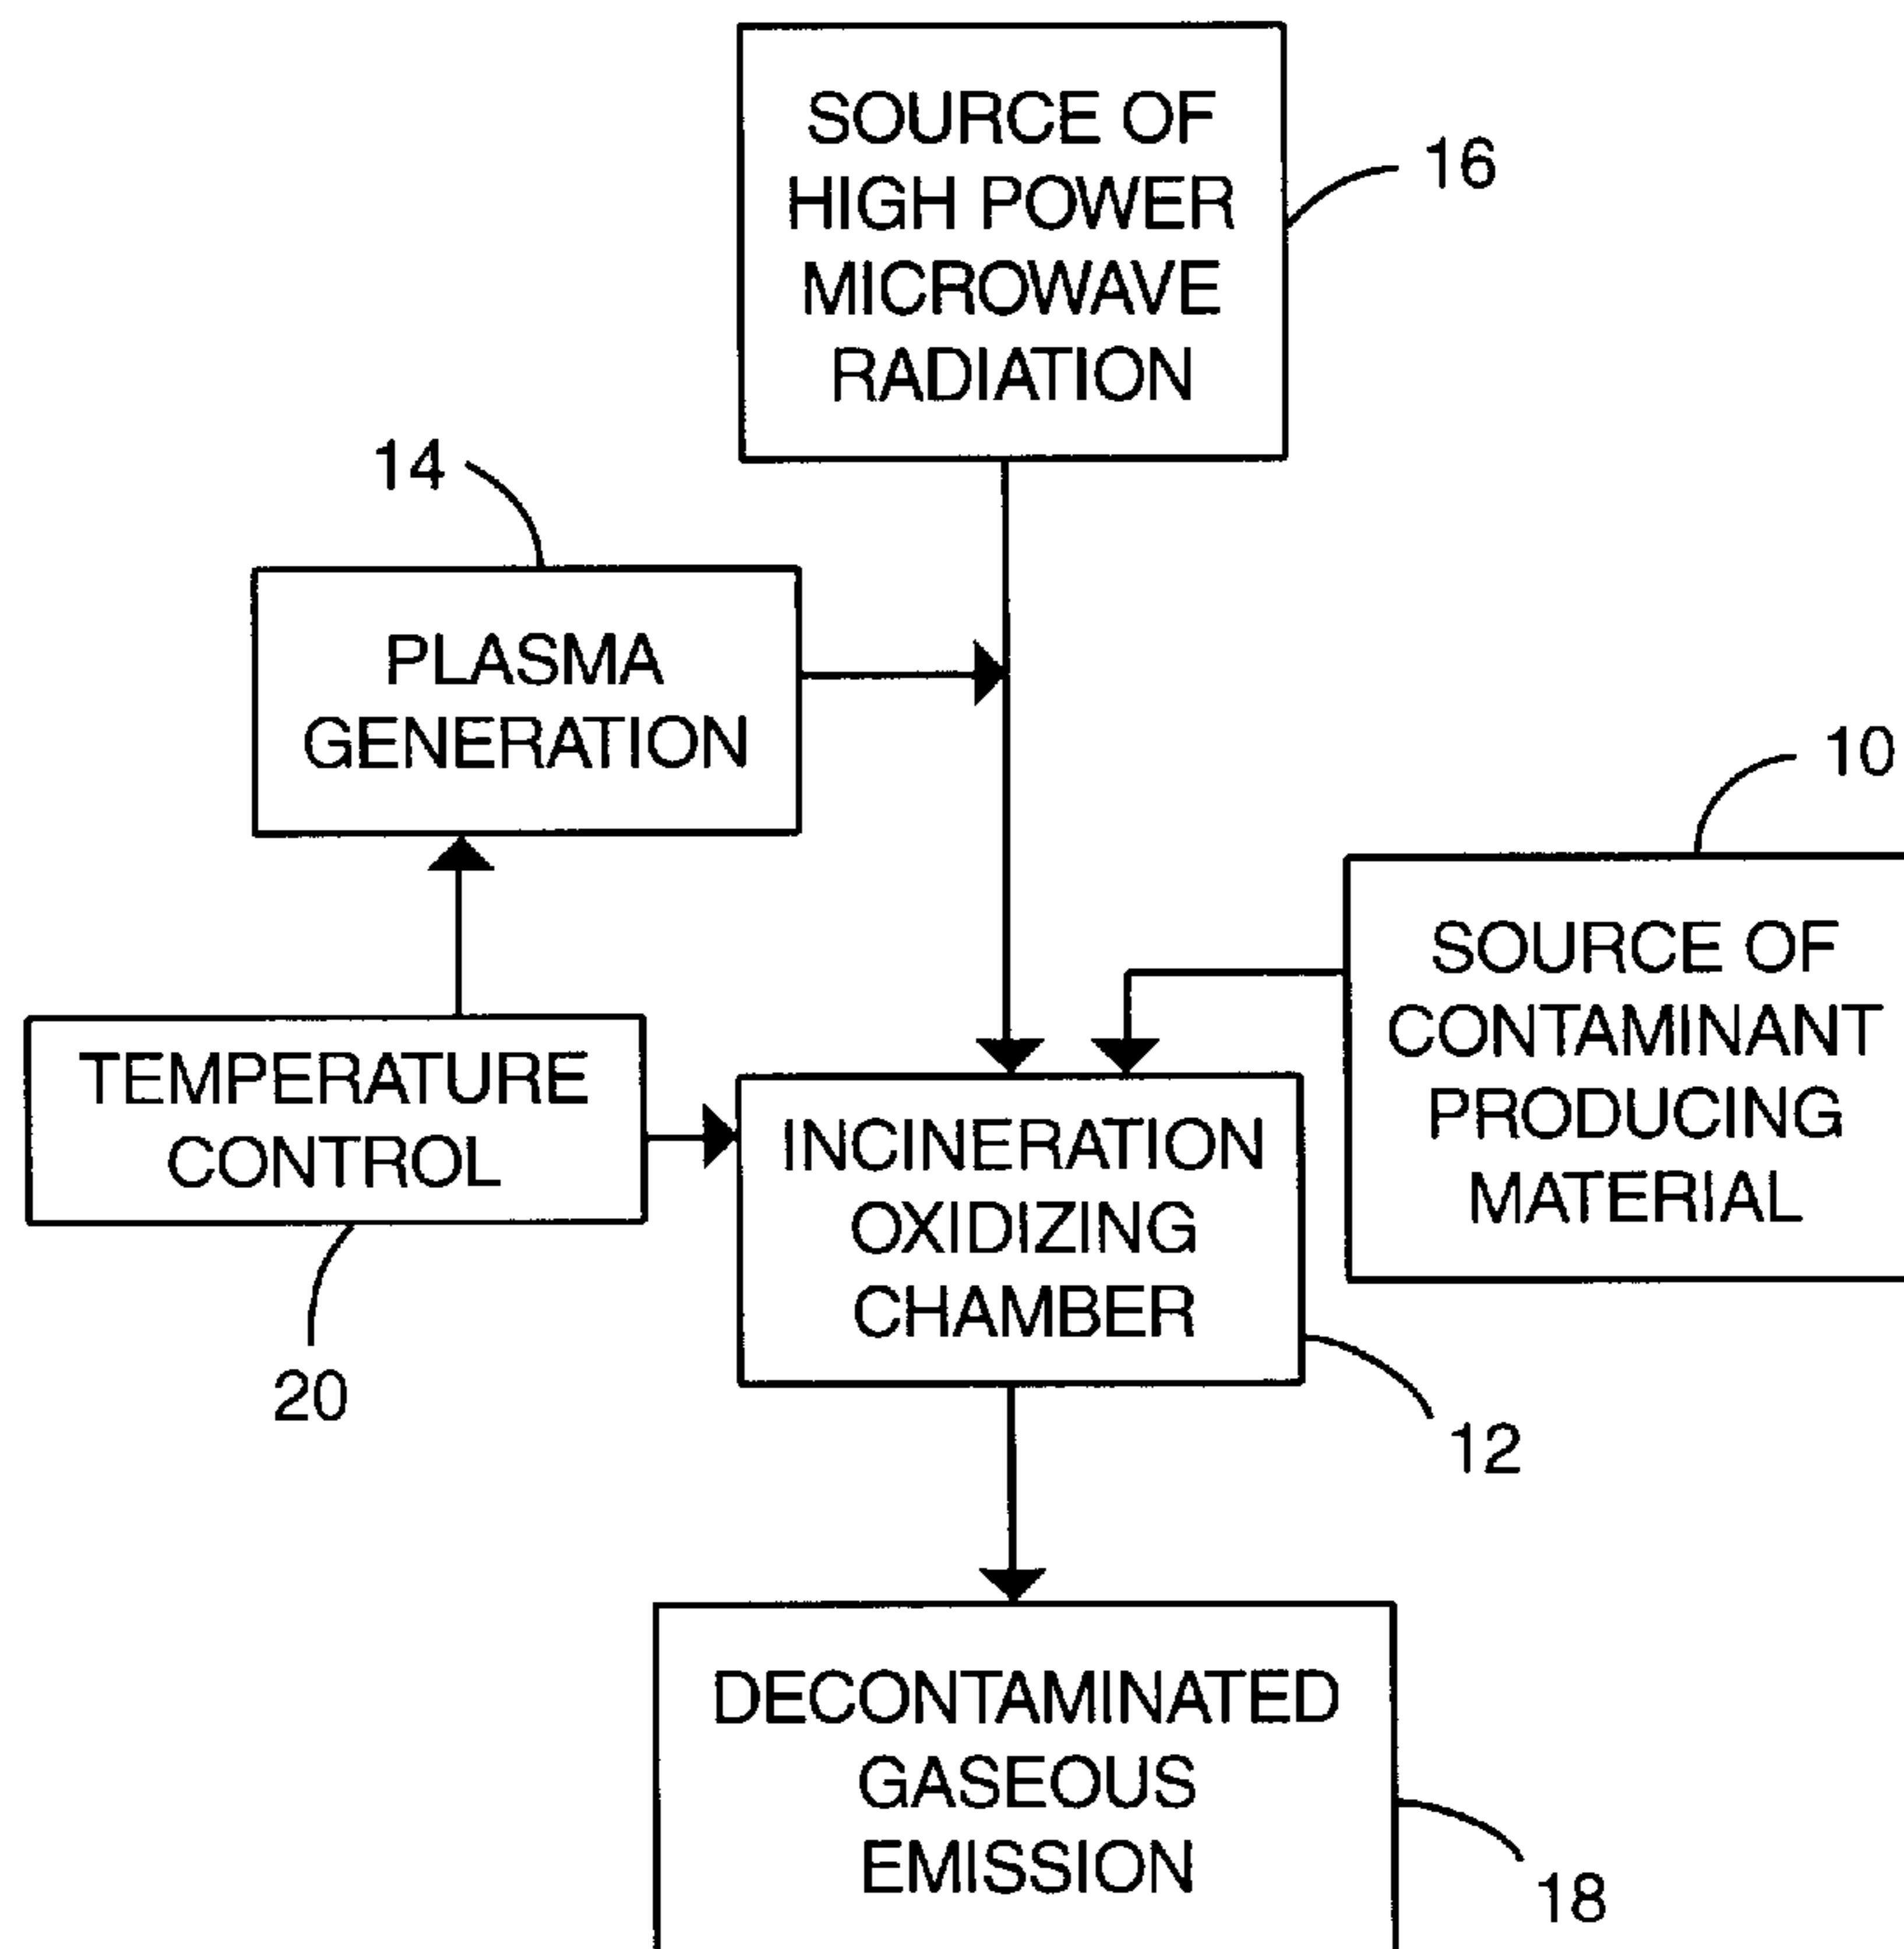 SOURCE OF
HIGH POWER
MICROWAVE
RADIATION
16
14
PLASMA
GENERATION
10
SOURCE OF
CONTAMINANT
PRODUCING
MATERIAL
TEMPERATURE
CONTROL
20
INCINERATION
OXIDIZING
CHAMBER
12
DECONTAMINATED
GASEOUS
EMISSION
18